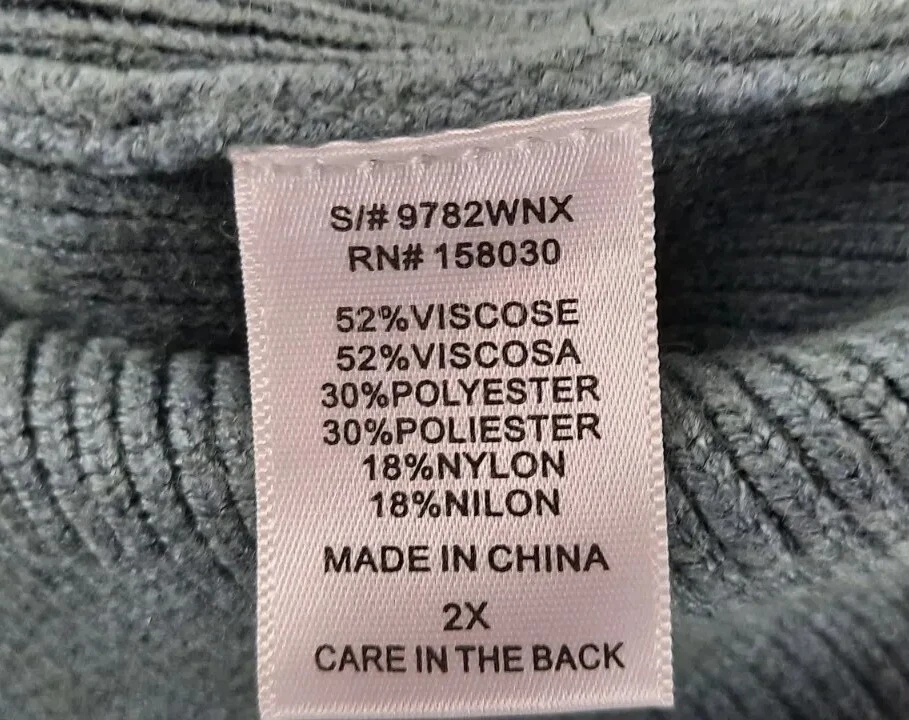 S/# 9782WNX
RN# 158030
52%VISCOSE
52%VISCOSA
30%POLYESTER
30%POLIESTER
18%NYLON
18%NILON
MADE IN CHINA
2X
CARE IN THE BACK